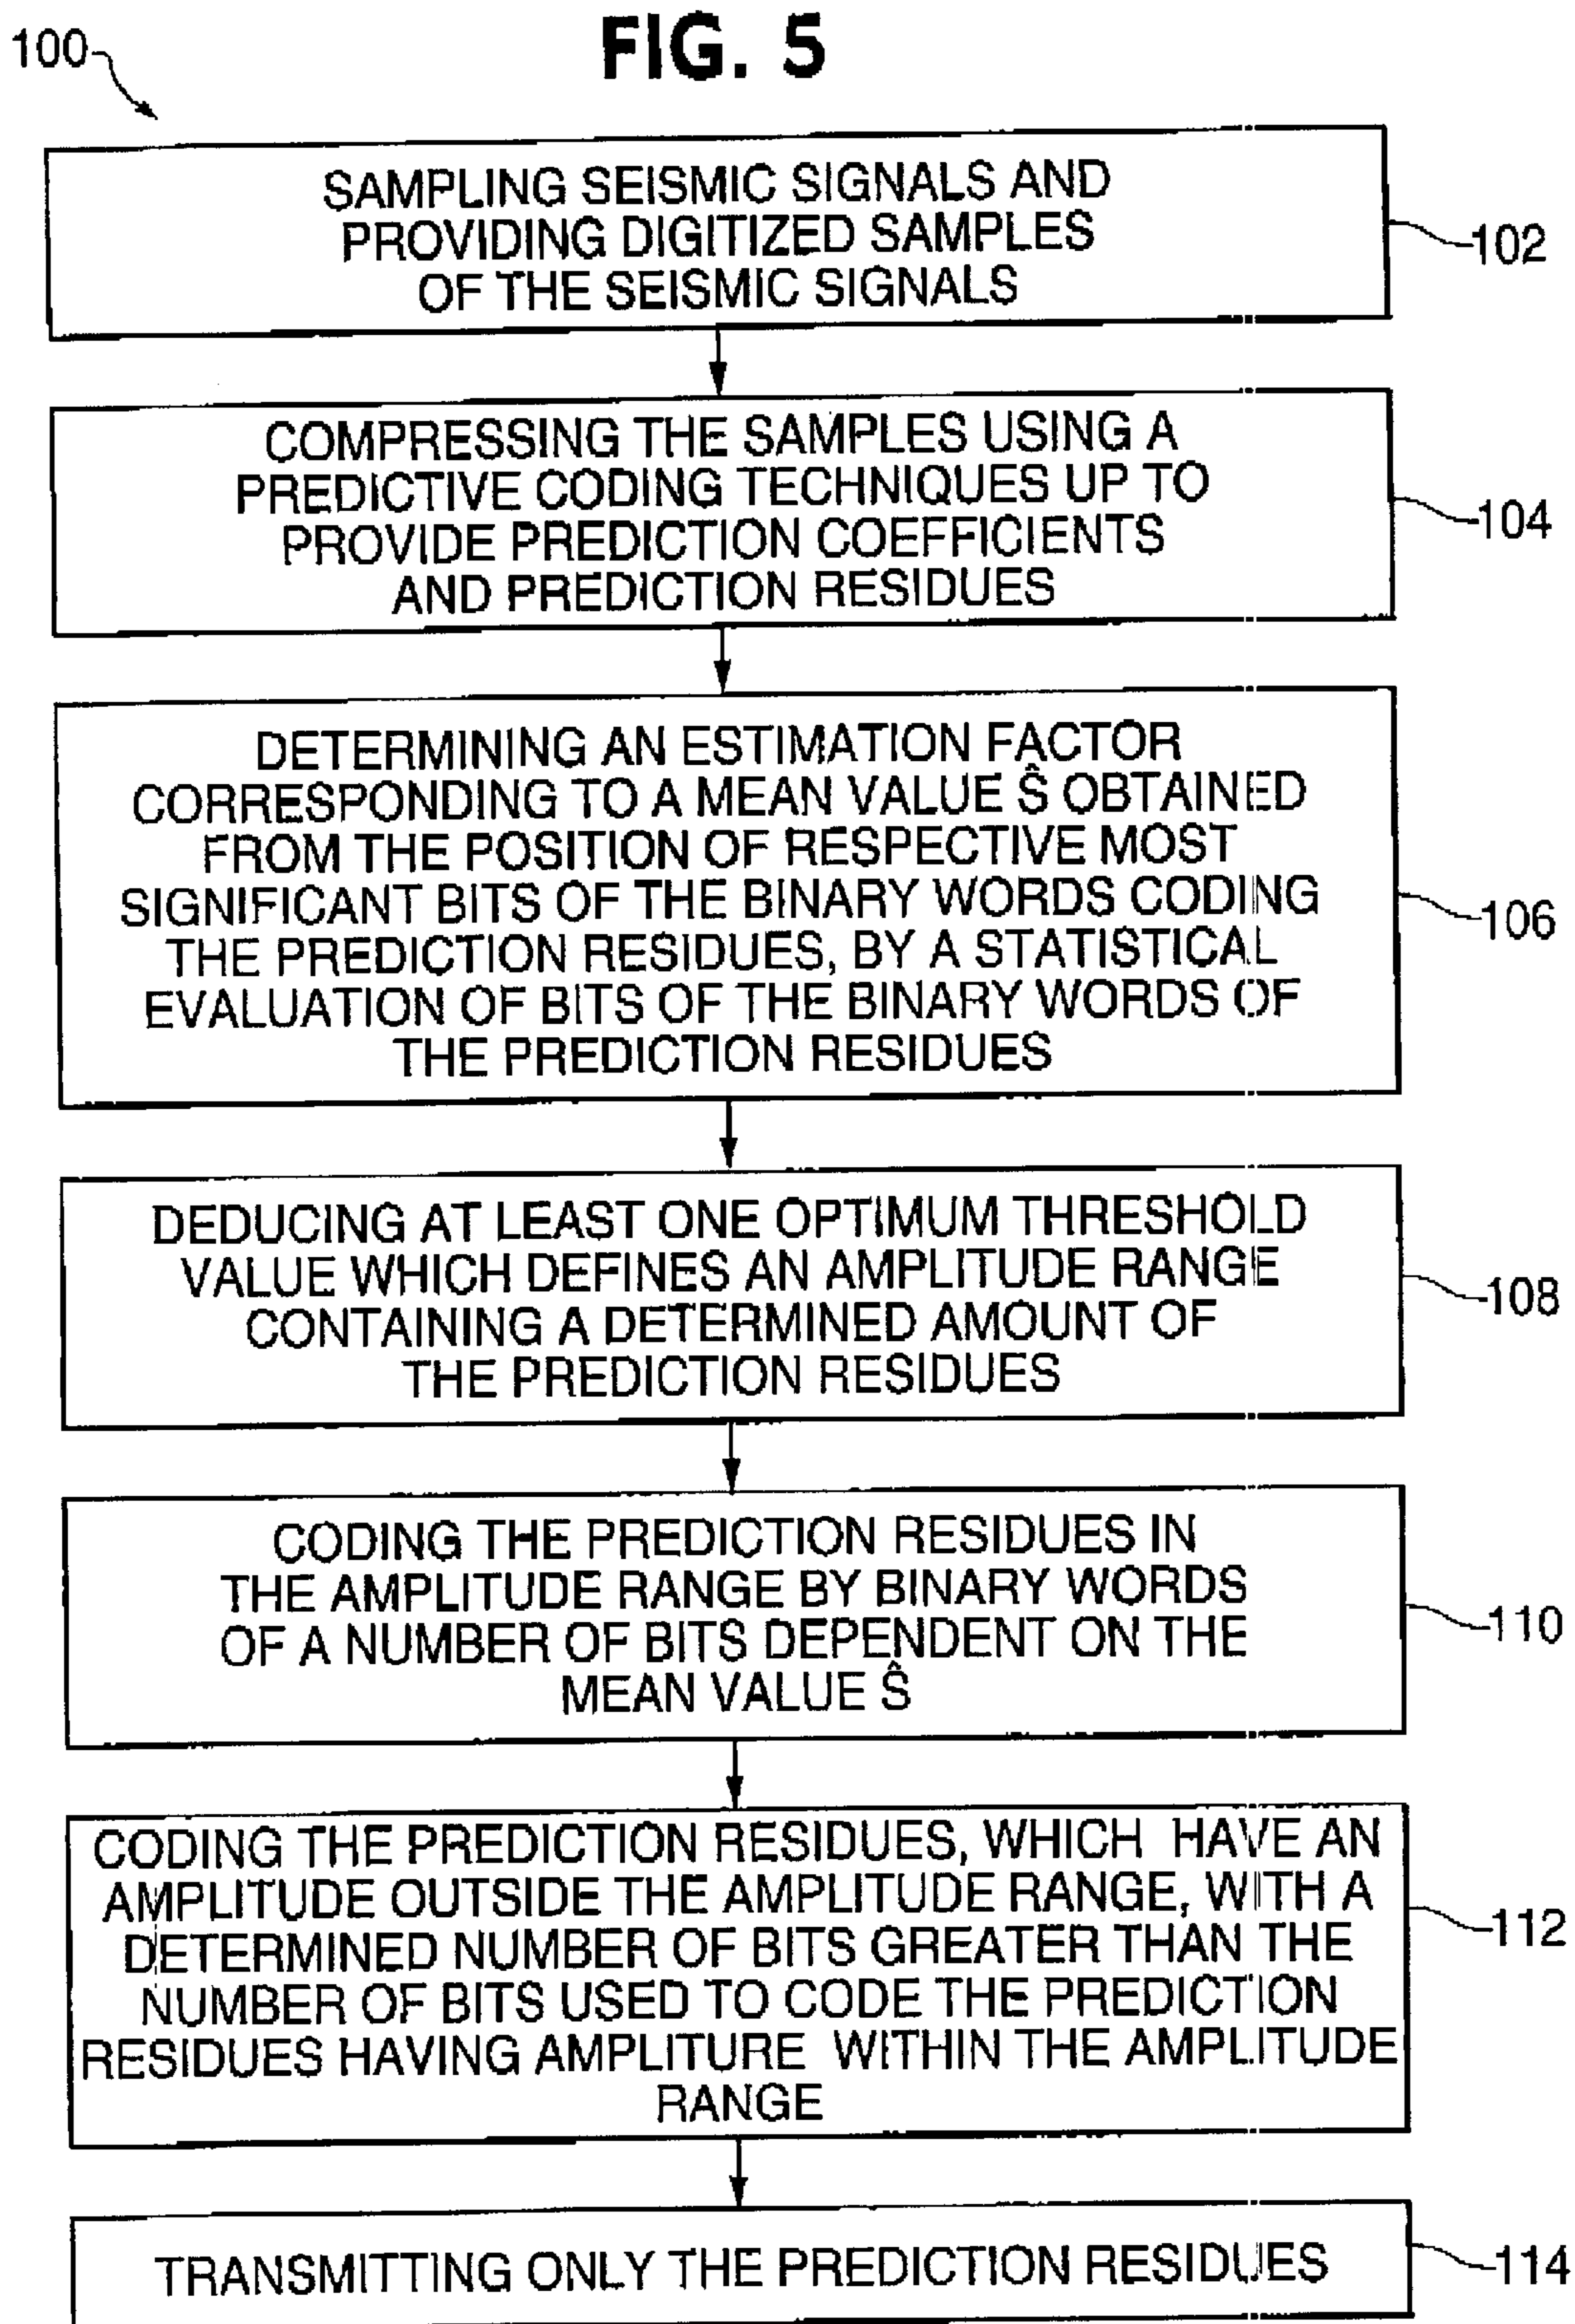 FIG. 5
100
SAMPLING SEISMIC SIGNALS AND
PROVIDING DIGITIZED SAMPLES
OF THE SEISMIC SIGNALS
102
COMPRESSING THE SAMPLES USING A
PREDICTIVE CODING TECHNIQUES UP TO
PROVIDE PREDICTION COEFFICIENTS
AND PREDICTION RESIDUES
104
DETERMINING AN ESTIMATION FACTOR
CORRESPONDING TO A MEAN VALUE Ŝ OBTAINED
FROM THE POSITION OF RESPECTIVE MOST
SIGNIFICANT BITS OF THE BINARY WORDS CODING
THE PREDICTION RESIDUES, BY A STATISTICAL
EVALUATION OF BITS OF THE BINARY WORDS OF
THE PREDICTION RESIDUES
106
DEDUCING AT LEAST ONE OPTIMUM THRESHOLD
VALUE WHICH DEFINES AN AMPLITUDE RANGE
CONTAINING A DETERMINED AMOUNT OF
THE PREDICTION RESIDUES
108
CODING THE PREDICTION RESIDUES IN
THE AMPLITUDE RANGE BY BINARY WORDS
OF A NUMBER OF BITS DEPENDENT ON THE
MEAN VALUE Ŝ
110
CODING THE PREDICTION RESIDUES, WHICH HAVE AN
AMPLITUDE OUTSIDE THE AMPLITUDE RANGE, WITH A
DETERMINED NUMBER OF BITS GREATER THAN THE
NUMBER OF BITS USED TO CODE THE PREDICTION
RESIDUES HAVING AMPLITURE WITHIN THE AMPLITUDE
RANGE
112
TRANSMITTING ONLY THE PREDICTION RESIDUES
114